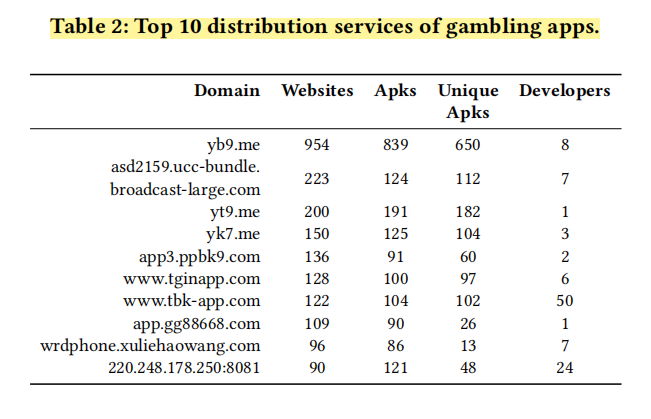 Table 2: Top 10 distribution services of gambling apps.
Domain Websites Apks Unique Apks Developers
yb9.me 954 839 650 8
asd2159.ucc-bundle.
broadcast-large.com 223 124 112 7
yt9.me 200 191 182 1
yk7.me 150 125 104 3
app3.ppbk9.com 136 91 60 2
www.tginapp.com 128 100 97 6
www.tbk-app.com 122 104 102 50
app.gg88668.com 109 90 26 1
wrdphone.xuliehaowang.com 96 86 13 7
220.248.178.250:8081 90 121 48 24